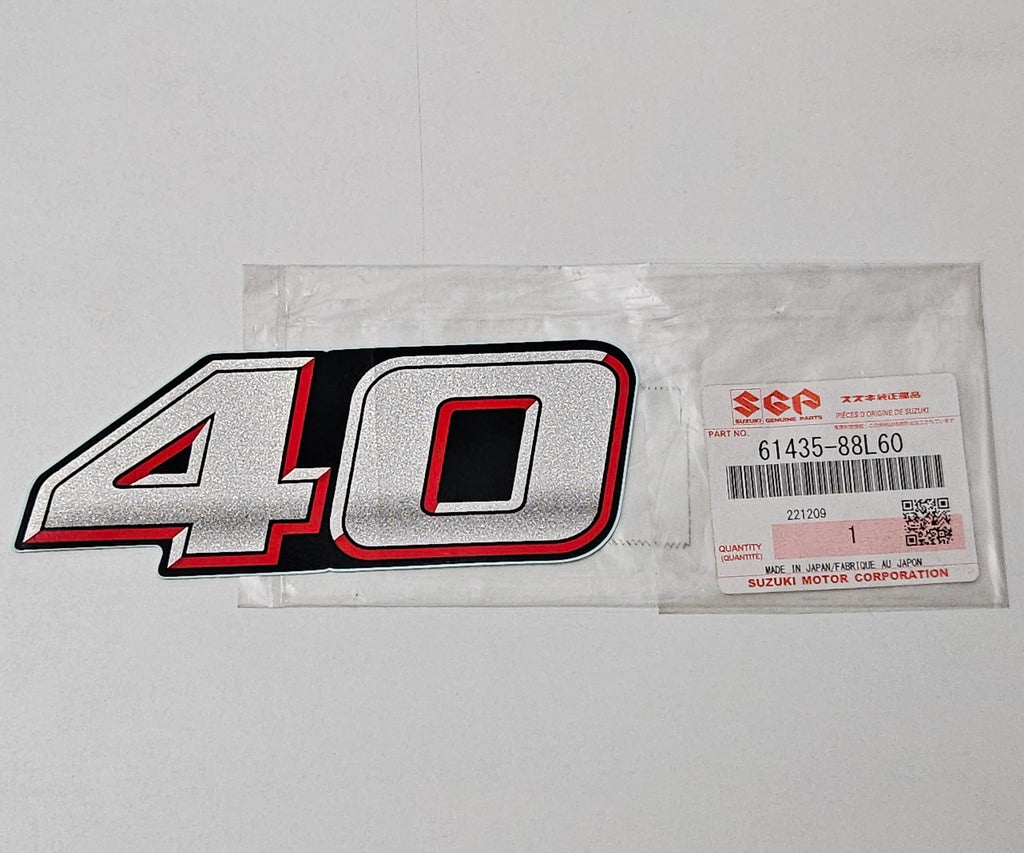 40
SGP
スズキ純正部品
SUZUKI GENUINE PARTS
PIÈCES D'ORIGINE DE SUZUKI
PART NO.
61435-88L60
221209
QUANTITY
(QUANTITÉ)
1
MADE IN JAPAN/FABRIQUE AU JAPON
SUZUKI MOTOR CORPORATION